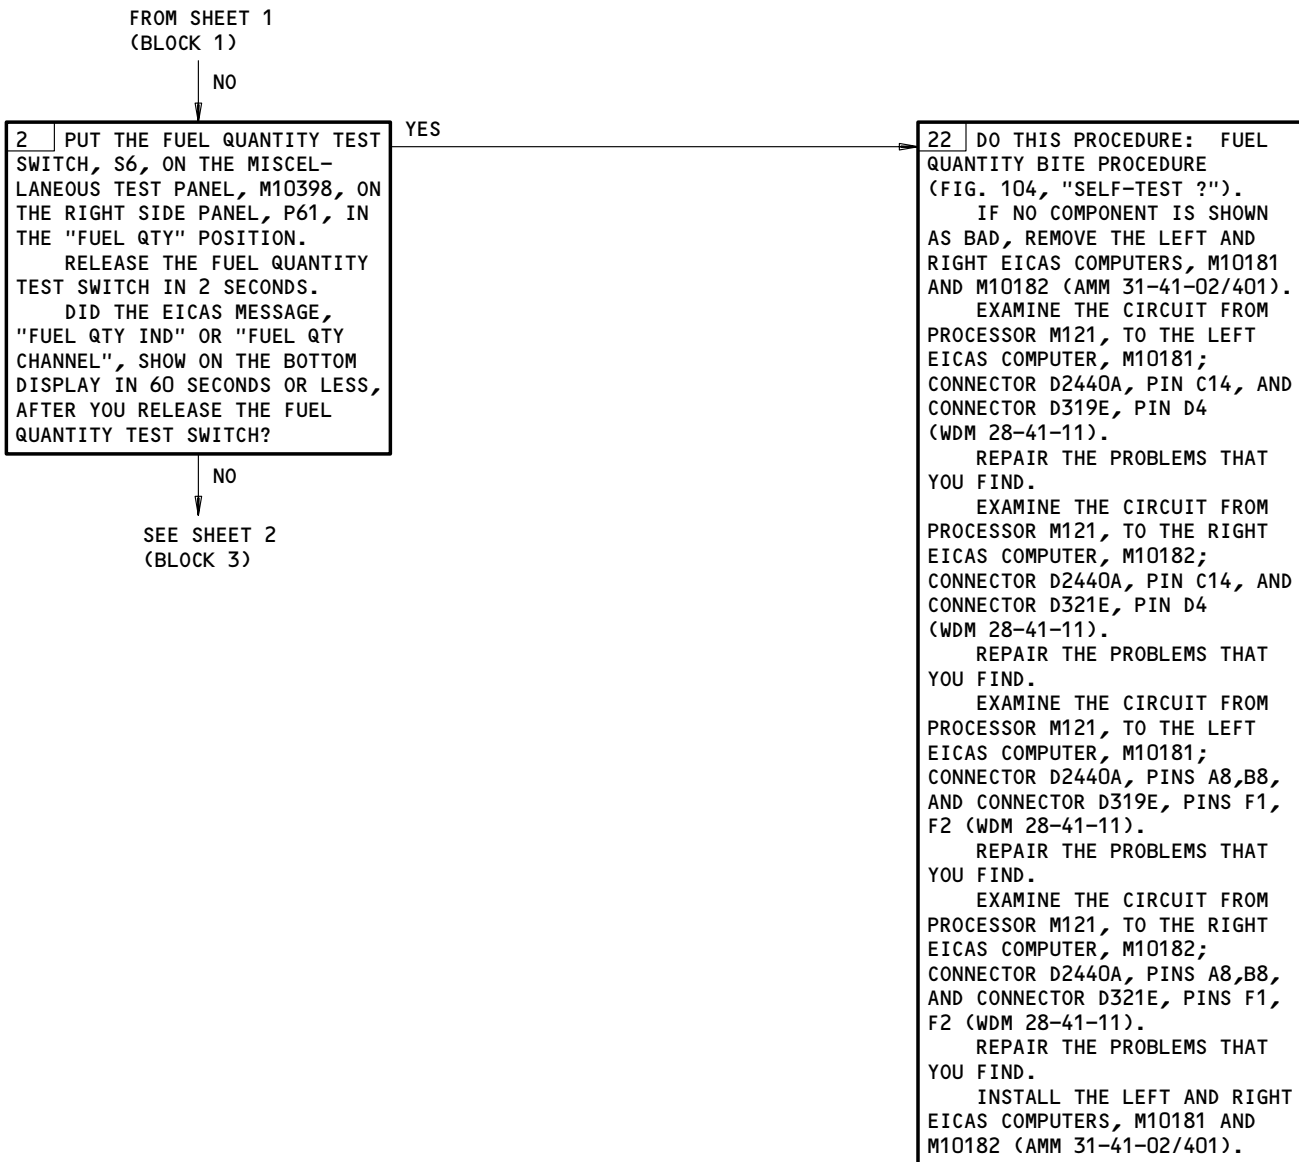 FROM SHEET 1
(BLOCK 1)
NO
2 PUT THE FUEL QUANTITY TEST
SWITCH, S6, ON THE MISCEL-
LANEOUS TEST PANEL, M10398, ON
THE RIGHT SIDE PANEL, P61, IN
THE "FUEL QTY" POSITION.
RELEASE THE FUEL QUANTITY
TEST SWITCH IN 2 SECONDS.
DID THE EICAS MESSAGE,
"FUEL QTY IND" OR "FUEL QTY
CHANNEL", SHOW ON THE BOTTOM
DISPLAY IN 60 SECONDS OR LESS,
AFTER YOU RELEASE THE FUEL
QUANTITY TEST SWITCH?
YES
NO
SEE SHEET 2
(BLOCK 3)
22 DO THIS PROCEDURE: FUEL
QUANTITY BITE PROCEDURE
(FIG. 104, "SELF-TEST ?").
IF NO COMPONENT IS SHOWN
AS BAD, REMOVE THE LEFT AND
RIGHT EICAS COMPUTERS, M10181
AND M10182 (AMM 31-41-02/401).
EXAMINE THE CIRCUIT FROM
PROCESSOR M121, TO THE LEFT
EICAS COMPUTER, M10181;
CONNECTOR D2440A, PIN C14, AND
CONNECTOR D319E, PIN D4
(WDM 28-41-11).
REPAIR THE PROBLEMS THAT
YOU FIND.
EXAMINE THE CIRCUIT FROM
PROCESSOR M121, TO THE RIGHT
EICAS COMPUTER, M10182;
CONNECTOR D2440A, PIN C14, AND
CONNECTOR D321E, PIN D4
(WDM 28-41-11).
REPAIR THE PROBLEMS THAT
YOU FIND.
EXAMINE THE CIRCUIT FROM
PROCESSOR M121, TO THE LEFT
EICAS COMPUTER, M10181;
CONNECTOR D2440A, PINS A8,B8,
AND CONNECTOR D319E, PINS F1,
F2 (WDM 28-41-11).
REPAIR THE PROBLEMS THAT
YOU FIND.
EXAMINE THE CIRCUIT FROM
PROCESSOR M121, TO THE RIGHT
EICAS COMPUTER, M10182;
CONNECTOR D2440A, PINS A8,B8,
AND CONNECTOR D321E, PINS F1,
F2 (WDM 28-41-11).
REPAIR THE PROBLEMS THAT
YOU FIND.
INSTALL THE LEFT AND RIGHT
EICAS COMPUTERS, M10181 AND
M10182 (AMM 31-41-02/401).